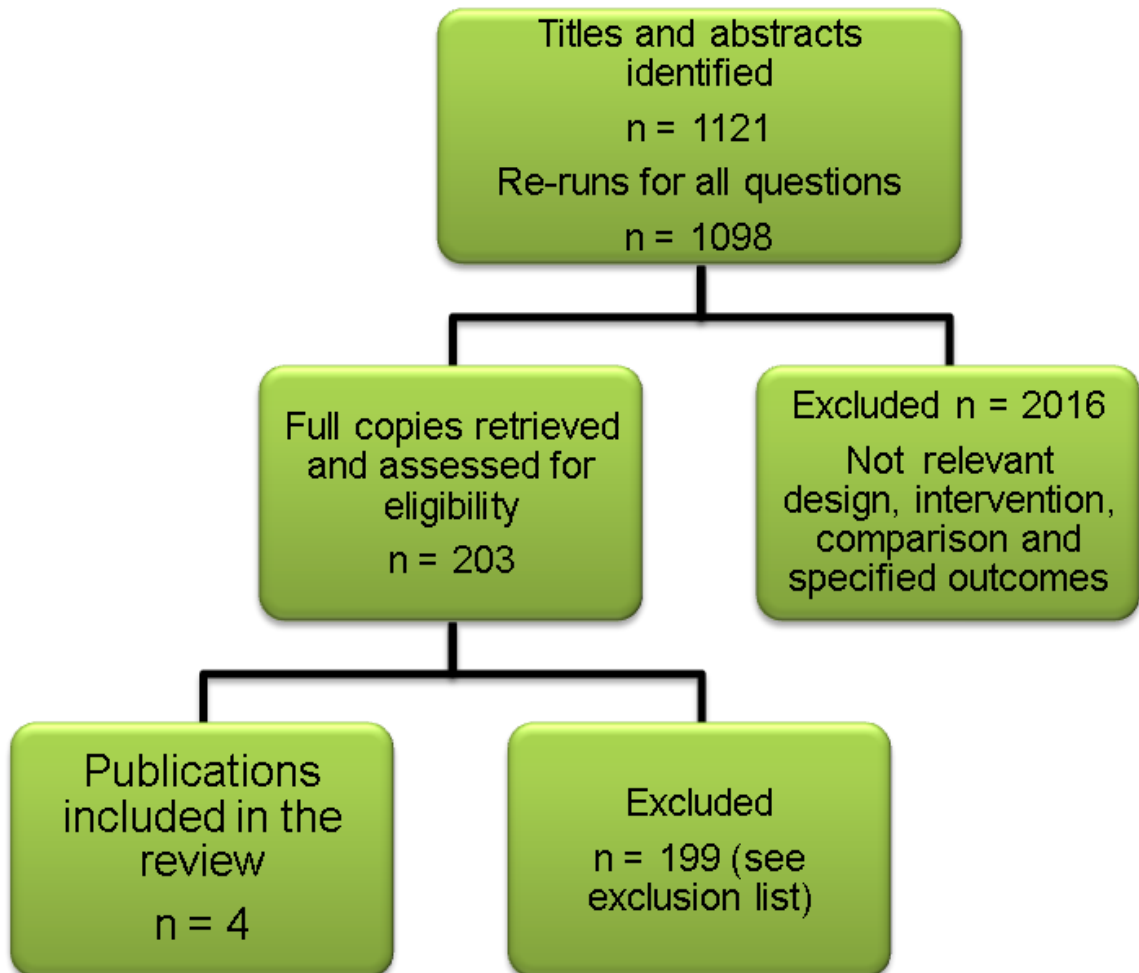 Titles and abstracts
identified
n = 1121
Re-runs for all questions
n = 1098
Full copies retrieved
and assessed for
eligibility
n = 203
Excluded n = 2016
Not relevant
design, intervention,
comparison and
specified outcomes
Publications
included in the
review
n = 4
Excluded
n = 199 (see
exclusion list)